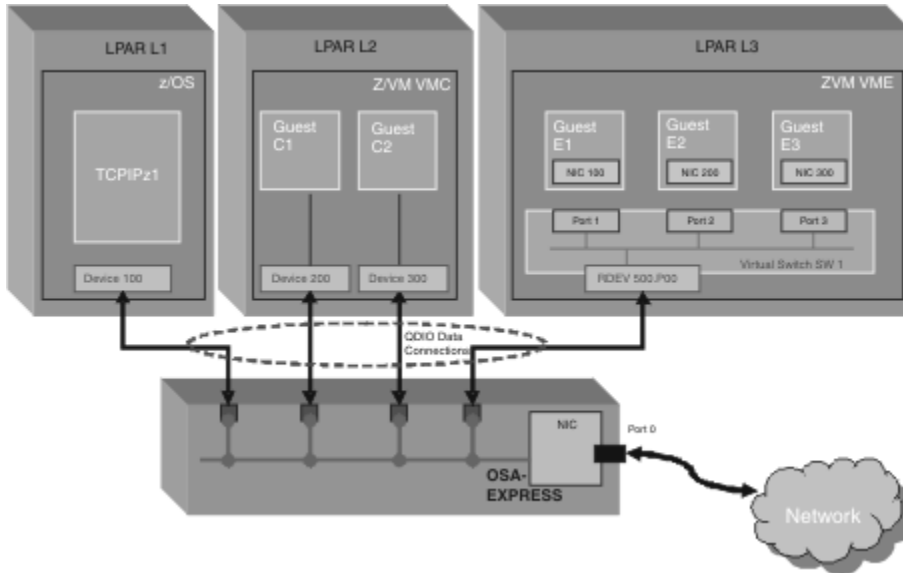 LPAR L1
LPAR L2
LPAR L3
z/OS
Z/VM VMC
ZVM VME
TCPIPz1
Guest
C1
Guest
C2
Guest
E1
Guest
E2
Guest
E3
NIC 100
NIC 200
NIC 300
Port 1
Port 2
Port 3
Virtual Switch SW 1
Device 100
Device 200
Device 300
RDEV 500.P00
QDIO Data
Connections
NIC
Port 0
OSA-
EXPRESS
Network